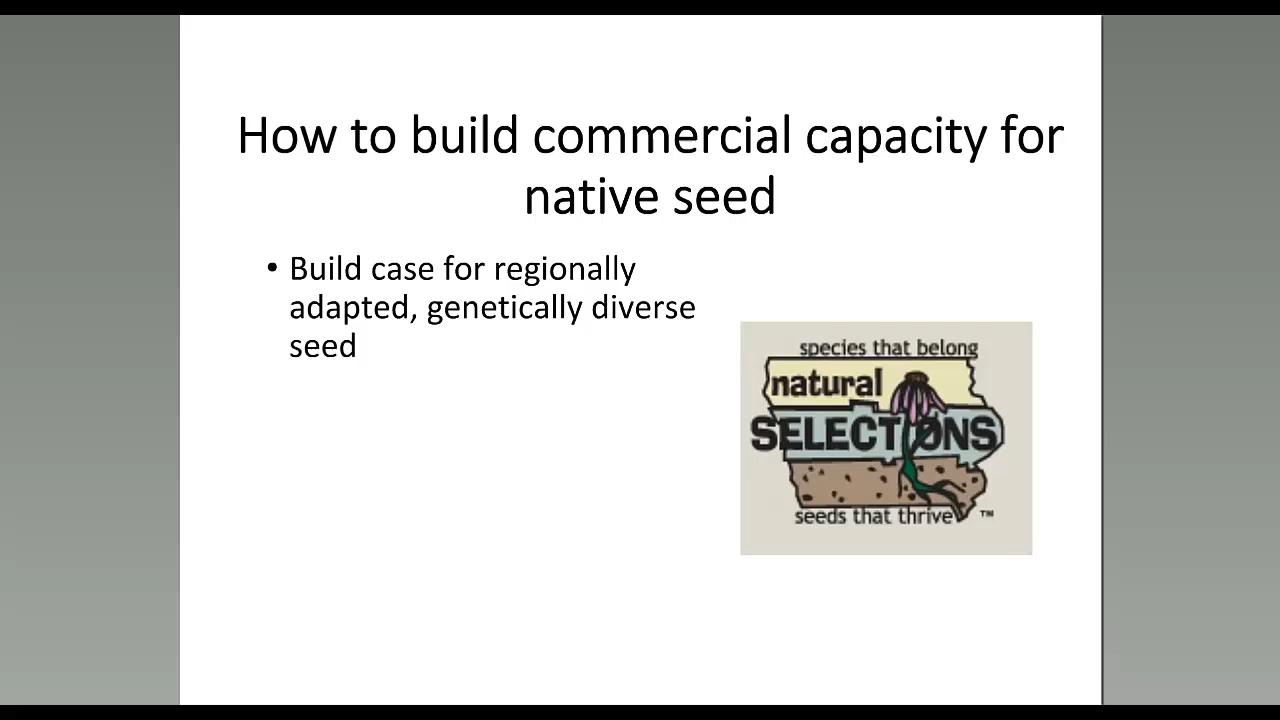 How to build commercial capacity for
native seed
• Build case for regionally
adapted, genetically diverse
seed
species that belong
natural
SELECTIONS
seeds that thrive
TM